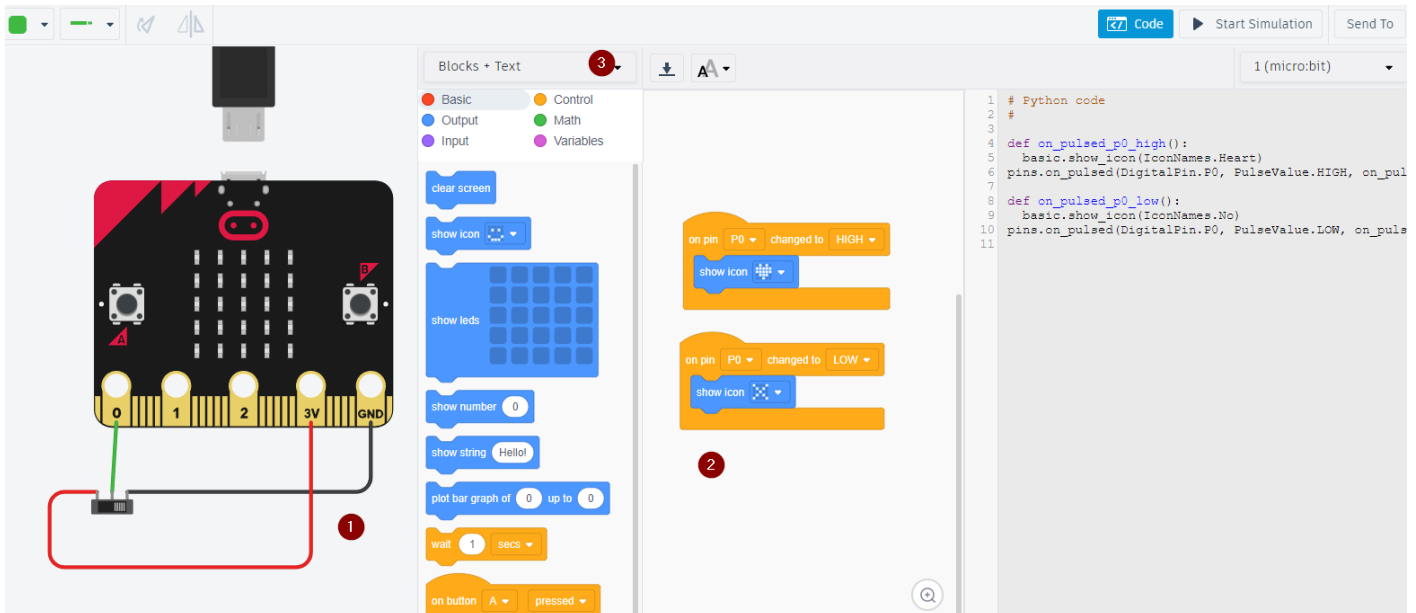 Code
Start Simulation
Send To
Blocks + Text
3
AA
1 (micro:bit)
Basic
Control
Output
Math
Input
Variables
clear screen
show icon
show leds
show number 0
show string Hello!
plot bar graph of 0 up to 0
wait 1 secs
on button A pressed
A
B
0 1 2 3V GND
1
on pin P0 changed to HIGH
show icon
on pin P0 changed to LOW
show icon
2
1 # Python code
2 #
3
4 def on_pulsed_p0_high():
5 basic.show_icon(IconNames.Heart)
6 pins.on_pulsed(DigitalPin.P0, PulseValue.HIGH, on_pul
7
8 def on_pulsed_p0_low():
9 basic.show_icon(IconNames.No)
10 pins.on_pulsed(DigitalPin.P0, PulseValue.LOW, on_puls
11